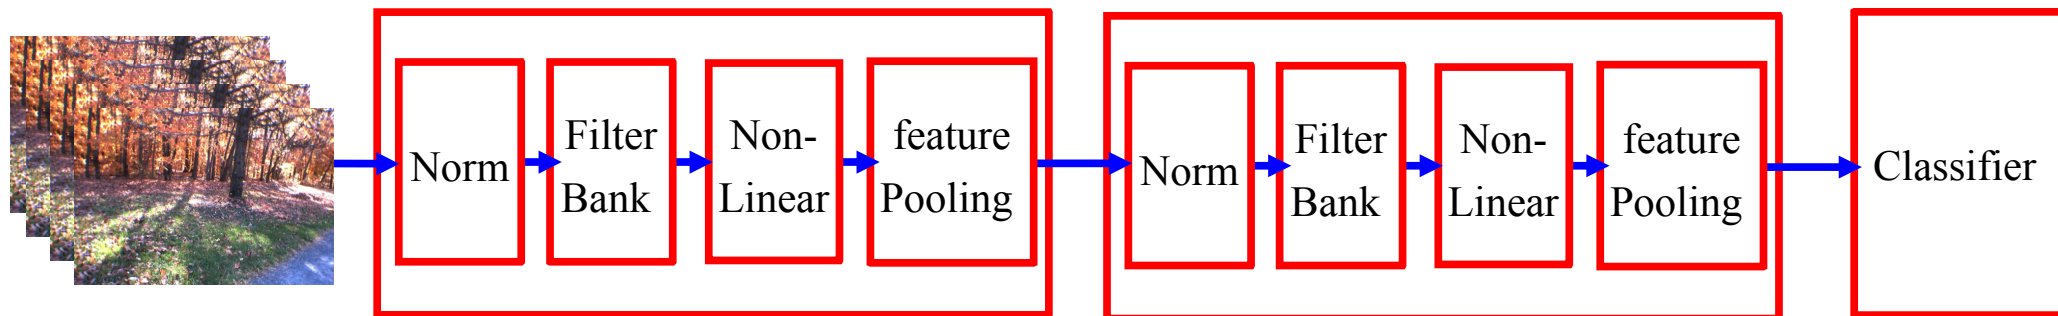 Norm
Filter
Bank
Non-
Linear
feature
Pooling
Norm
Filter
Bank
Non-
Linear
feature
Pooling
Classifier